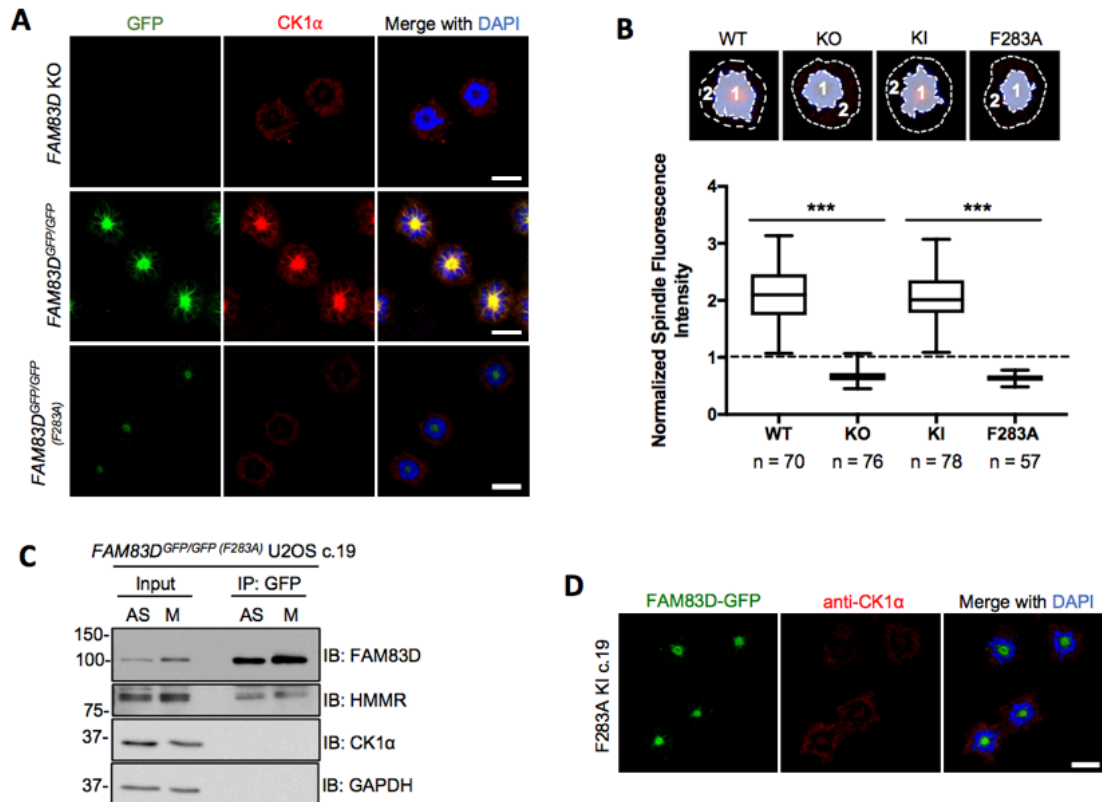 A
GFP
CK1α
Merge with DAPI
FAM83D KO
FAM83D^GFP/GFP
FAM83D^GFP/GFP
(F283A)
B
WT
KO
KI
F283A
2
1
1
2
2
1
2
1
***
***
Normalized Spindle Fluorescence
Intensity
4
3
2
1
0
WT
KO
KI
F283A
n = 70
n = 76
n = 78
n = 57
C
FAM83D^GFP/GFP (F283A) U2OS c.19
Input
IP: GFP
AS
M
AS
M
150-
100-
IB: FAM83D
75-
IB: HMMR
37-
IB: CK1α
37-
IB: GAPDH
D
FAM83D-GFP
anti-CK1α
Merge with DAPI
F283A KI c.19